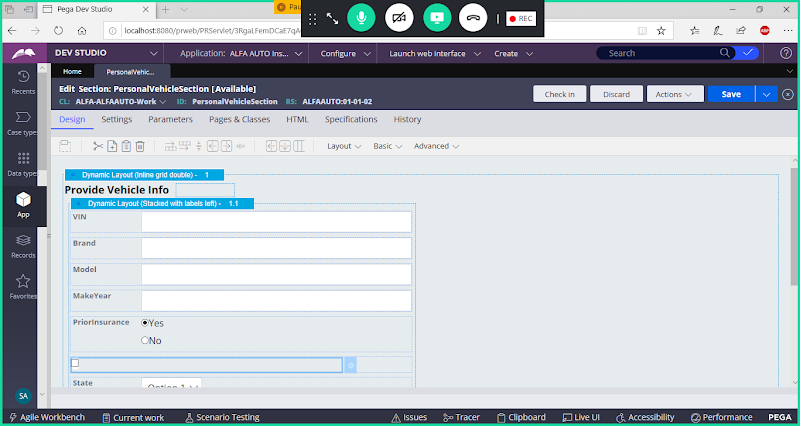 Pega Dev Studio
Pau
REC
localhost:8080/prweb/PRServlet/3RgaLFemDCaE7qA
DEV STUDIO
Application: ALFA AUTO Ins...
Configure
Launch web interface
Create
Search
Home
PersonalVehic...
Recents
Edit Section: PersonalVehicleSection [Available]
CL: ALFA-ALFAAUTO-Work ID: PersonalVehicleSection RS: ALFAAUTO:01-01-02
Check in
Discard
Actions
Save
Case types
Design Settings Parameters Pages & Classes HTML Specifications History
Layout Basic Advanced
Data types
Dynamic Layout (Inline grid double) - 1
Provide Vehicle Info
Dynamic Layout (Stacked with labels left) - 1.1
App
VIN
Brand
Records
Model
Favorites
MakeYear
PriorInsurance
Yes
No
State
Option 1
SA
Agile Workbench Current work Scenario Testing Issues Tracer Clipboard Live UI Accessibility Performance PEGA